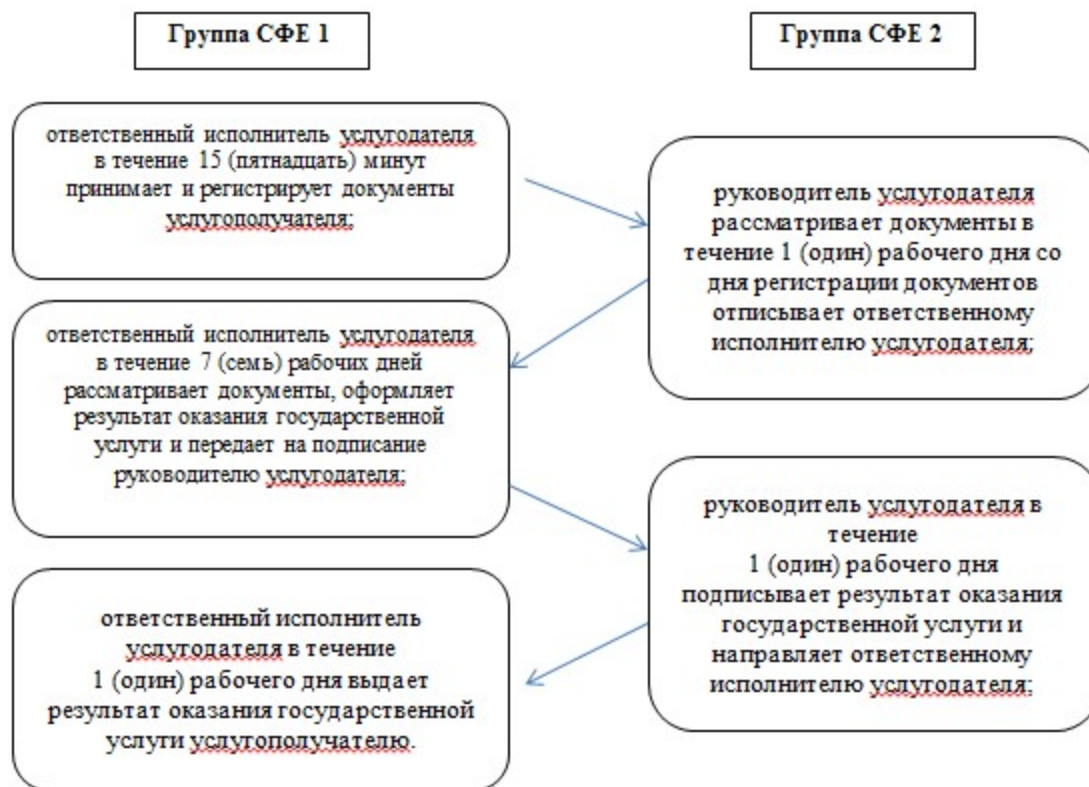 Группа СФЕ 1
Группа СФЕ 2
ответственный исполнитель услугодателя
в течение 15 (пятнадцать) минут
принимает и регистрирует документы
услугополучателя;
руководитель услугодателя
рассматривает документы в
течение 1 (один) рабочего дня со
дня регистрации документов
отписывает ответственному
исполнителю услугодателя;
ответственный исполнитель услугодателя
в течение 7 (семь) рабочих дней
рассматривает документы, оформляет
результат оказания государственной
услуги и передает на подписание
руководителю услугодателя;
руководитель услугодателя в
течение
1 (один) рабочего дня
подписывает результат оказания
государственной услуги и
направляет ответственному
исполнителю услугодателя;
ответственный исполнитель
услугодателя в течение
1 (один) рабочего дня выдает
результат оказания государственной
услуги услугополучателю.